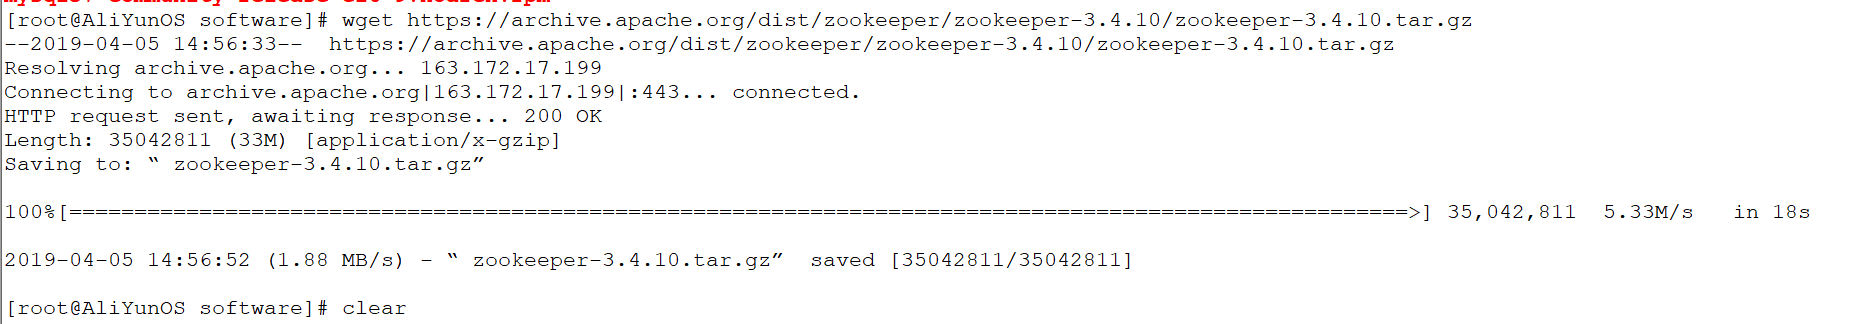 [root@AliYunOS software]# wget https://archive.apache.org/dist/zookeeper/zookeeper-3.4.10/zookeeper-3.4.10.tar.gz
--2019-04-05 14:56:33--  https://archive.apache.org/dist/zookeeper/zookeeper-3.4.10/zookeeper-3.4.10.tar.gz
Resolving archive.apache.org... 163.172.17.199
Connecting to archive.apache.org|163.172.17.199|:443... connected.
HTTP request sent, awaiting response... 200 OK
Length: 35042811 (33M) [application/x-gzip]
Saving to: “ zookeeper-3.4.10.tar.gz”
100%[=======================================================================================================>] 35,042,811  5.33M/s   in 18s
2019-04-05 14:56:52 (1.88 MB/s) - “ zookeeper-3.4.10.tar.gz”  saved [35042811/35042811]
[root@AliYunOS software]# clear